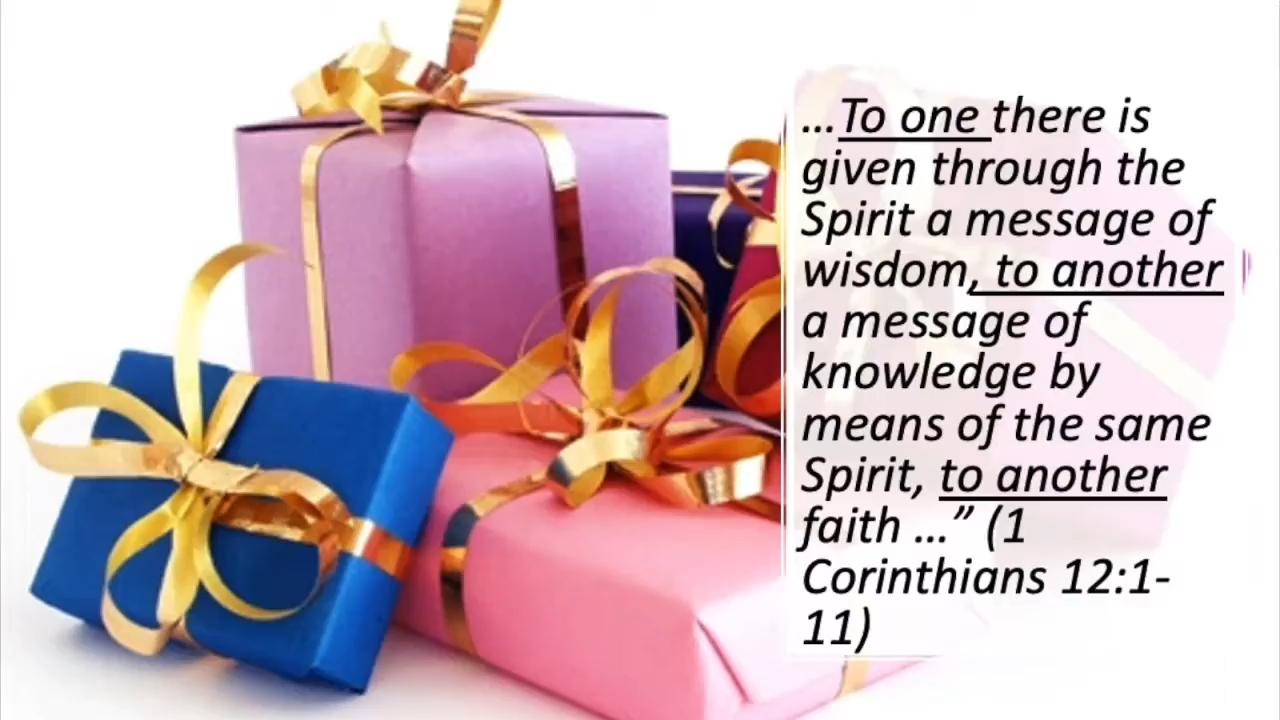 …To one there is
given through the
Spirit a message of
wisdom, to another
a message of
knowledge by
means of the same
Spirit, to another
faith …” (1
Corinthians 12:1-
11)